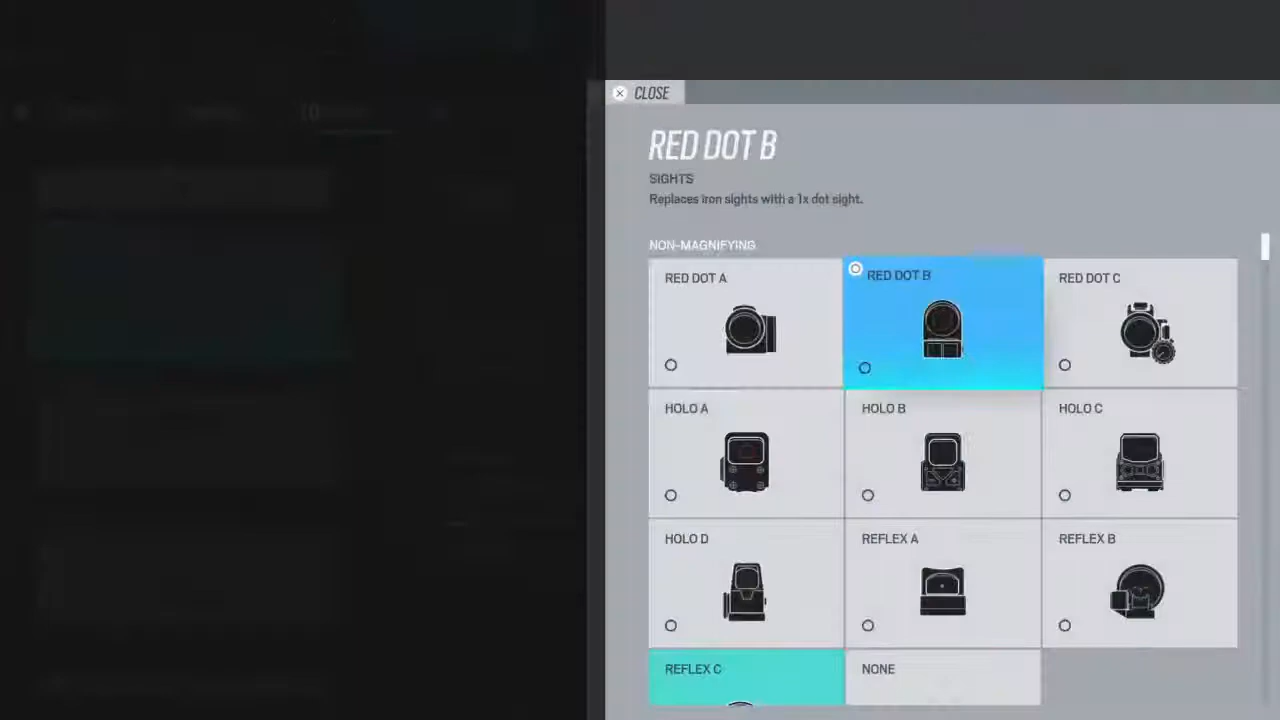 CLOSE
RED DOT B
SIGHTS
Replaces iron sights with a 1x dot sight.
NON-MAGNIFYING
RED DOT A
RED DOT B
RED DOT C
HOLO A
HOLO B
HOLO C
HOLO D
REFLEX A
REFLEX B
REFLEX C
NONE